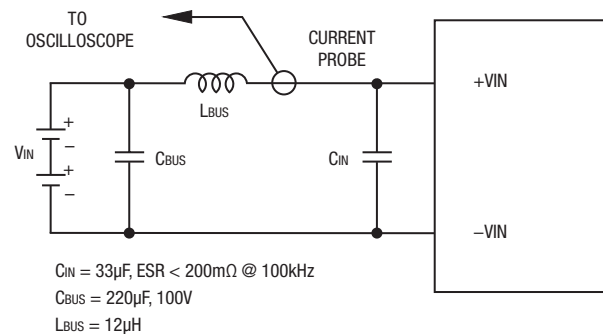 TO
OSCILLOSCOPE
CURRENT
PROBE
LBUS
+VIN
VIN
+
−
+
−
CBUS
CIN
−VIN
CIN = 33µF, ESR < 200mΩ @ 100kHz
CBUS = 220µF, 100V
LBUS = 12µH